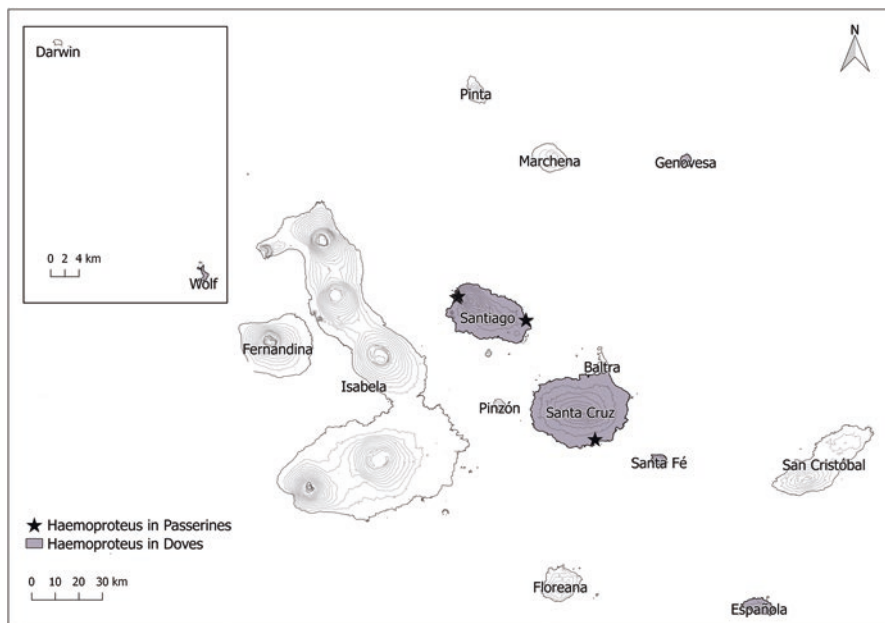 Darwin
N
Pinta
Marchena
Genovesa
0 2 4 km
Wolf
Santiago
Fernandina
Isabela
Baltra
Pinzón
Santa Cruz
Santa Fé
San Cristóbal
Haemoproteus in Passerines
Haemoproteus in Doves
0 10 20 30 km
Floreana
Española